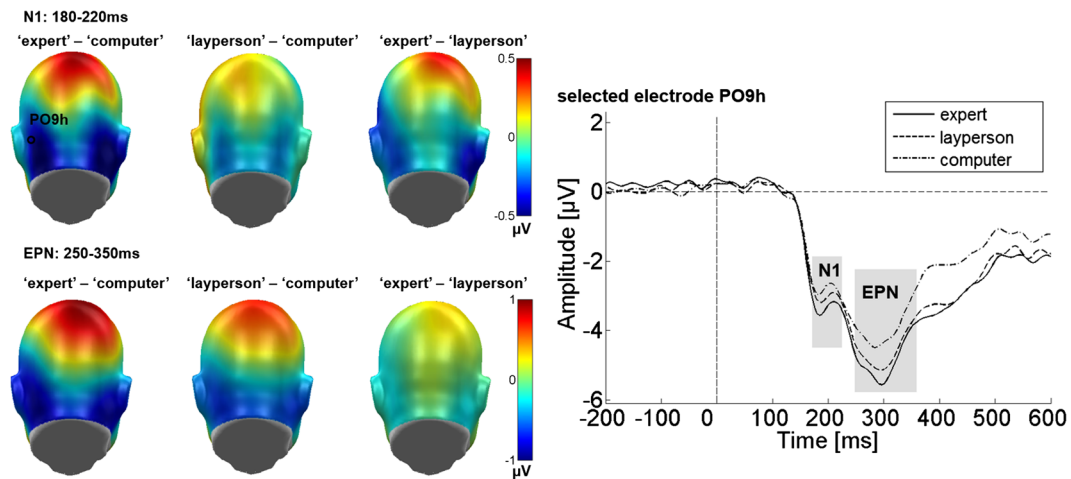 N1: 180-220ms
‘expert’ – ‘computer’ ‘layperson’ – ‘computer’ ‘expert’ – ‘layperson’
0.5
PO9h
0
-0.5
µV
EPN: 250-350ms
‘expert’ – ‘computer’ ‘layperson’ – ‘computer’ ‘expert’ – ‘layperson’
1
0
-1
µV
selected electrode PO9h
expert
layperson
computer
Amplitude [µV]
2
0
-2
-4
-6
N1
EPN
-200 -100 0 100 200 300 400 500 600
Time [ms]